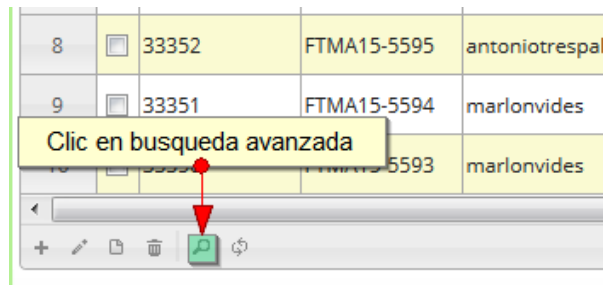 8 33352 FTMA15-5595 antoniotrespal
9 33351 FTMA15-5594 marlonvides
Clic en busqueda avanzada
marlonvides